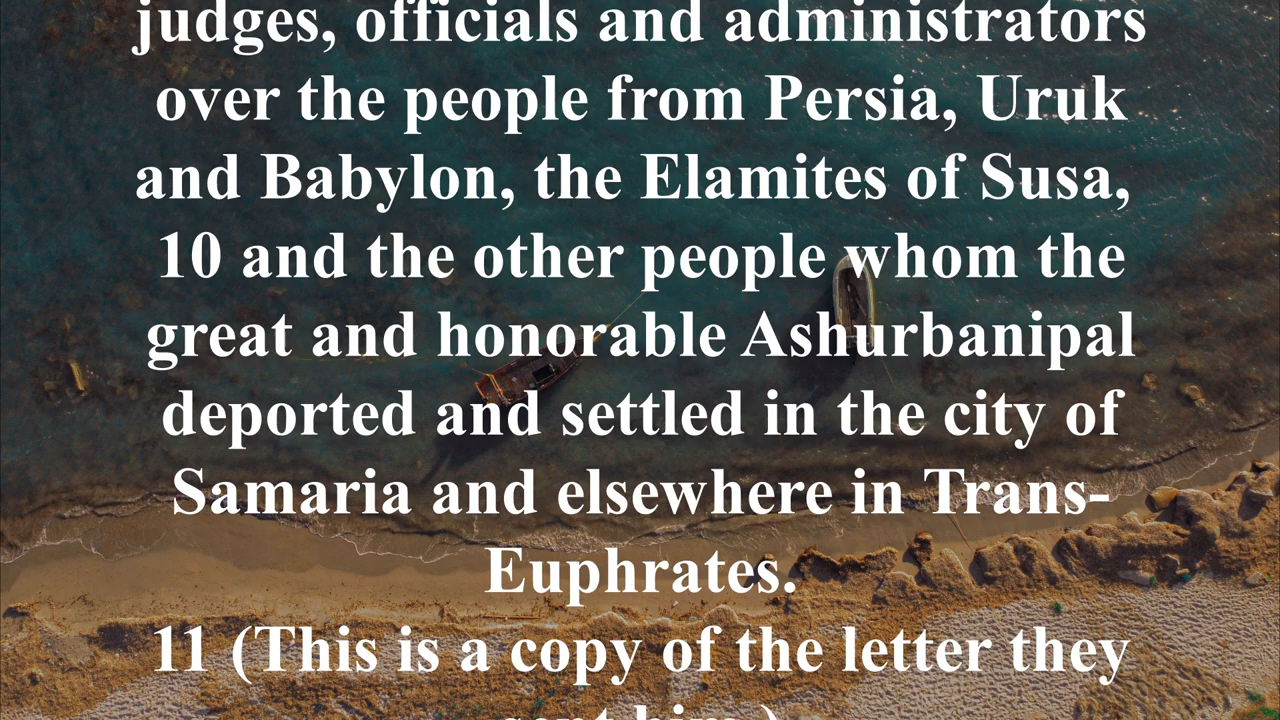 judges, officials and administrators
over the people from Persia, Uruk
and Babylon, the Elamites of Susa,
10 and the other people whom the
great and honorable Ashurbanipal
deported and settled in the city of
Samaria and elsewhere in Trans-
Euphrates.
11 (This is a copy of the letter they
sent him.)